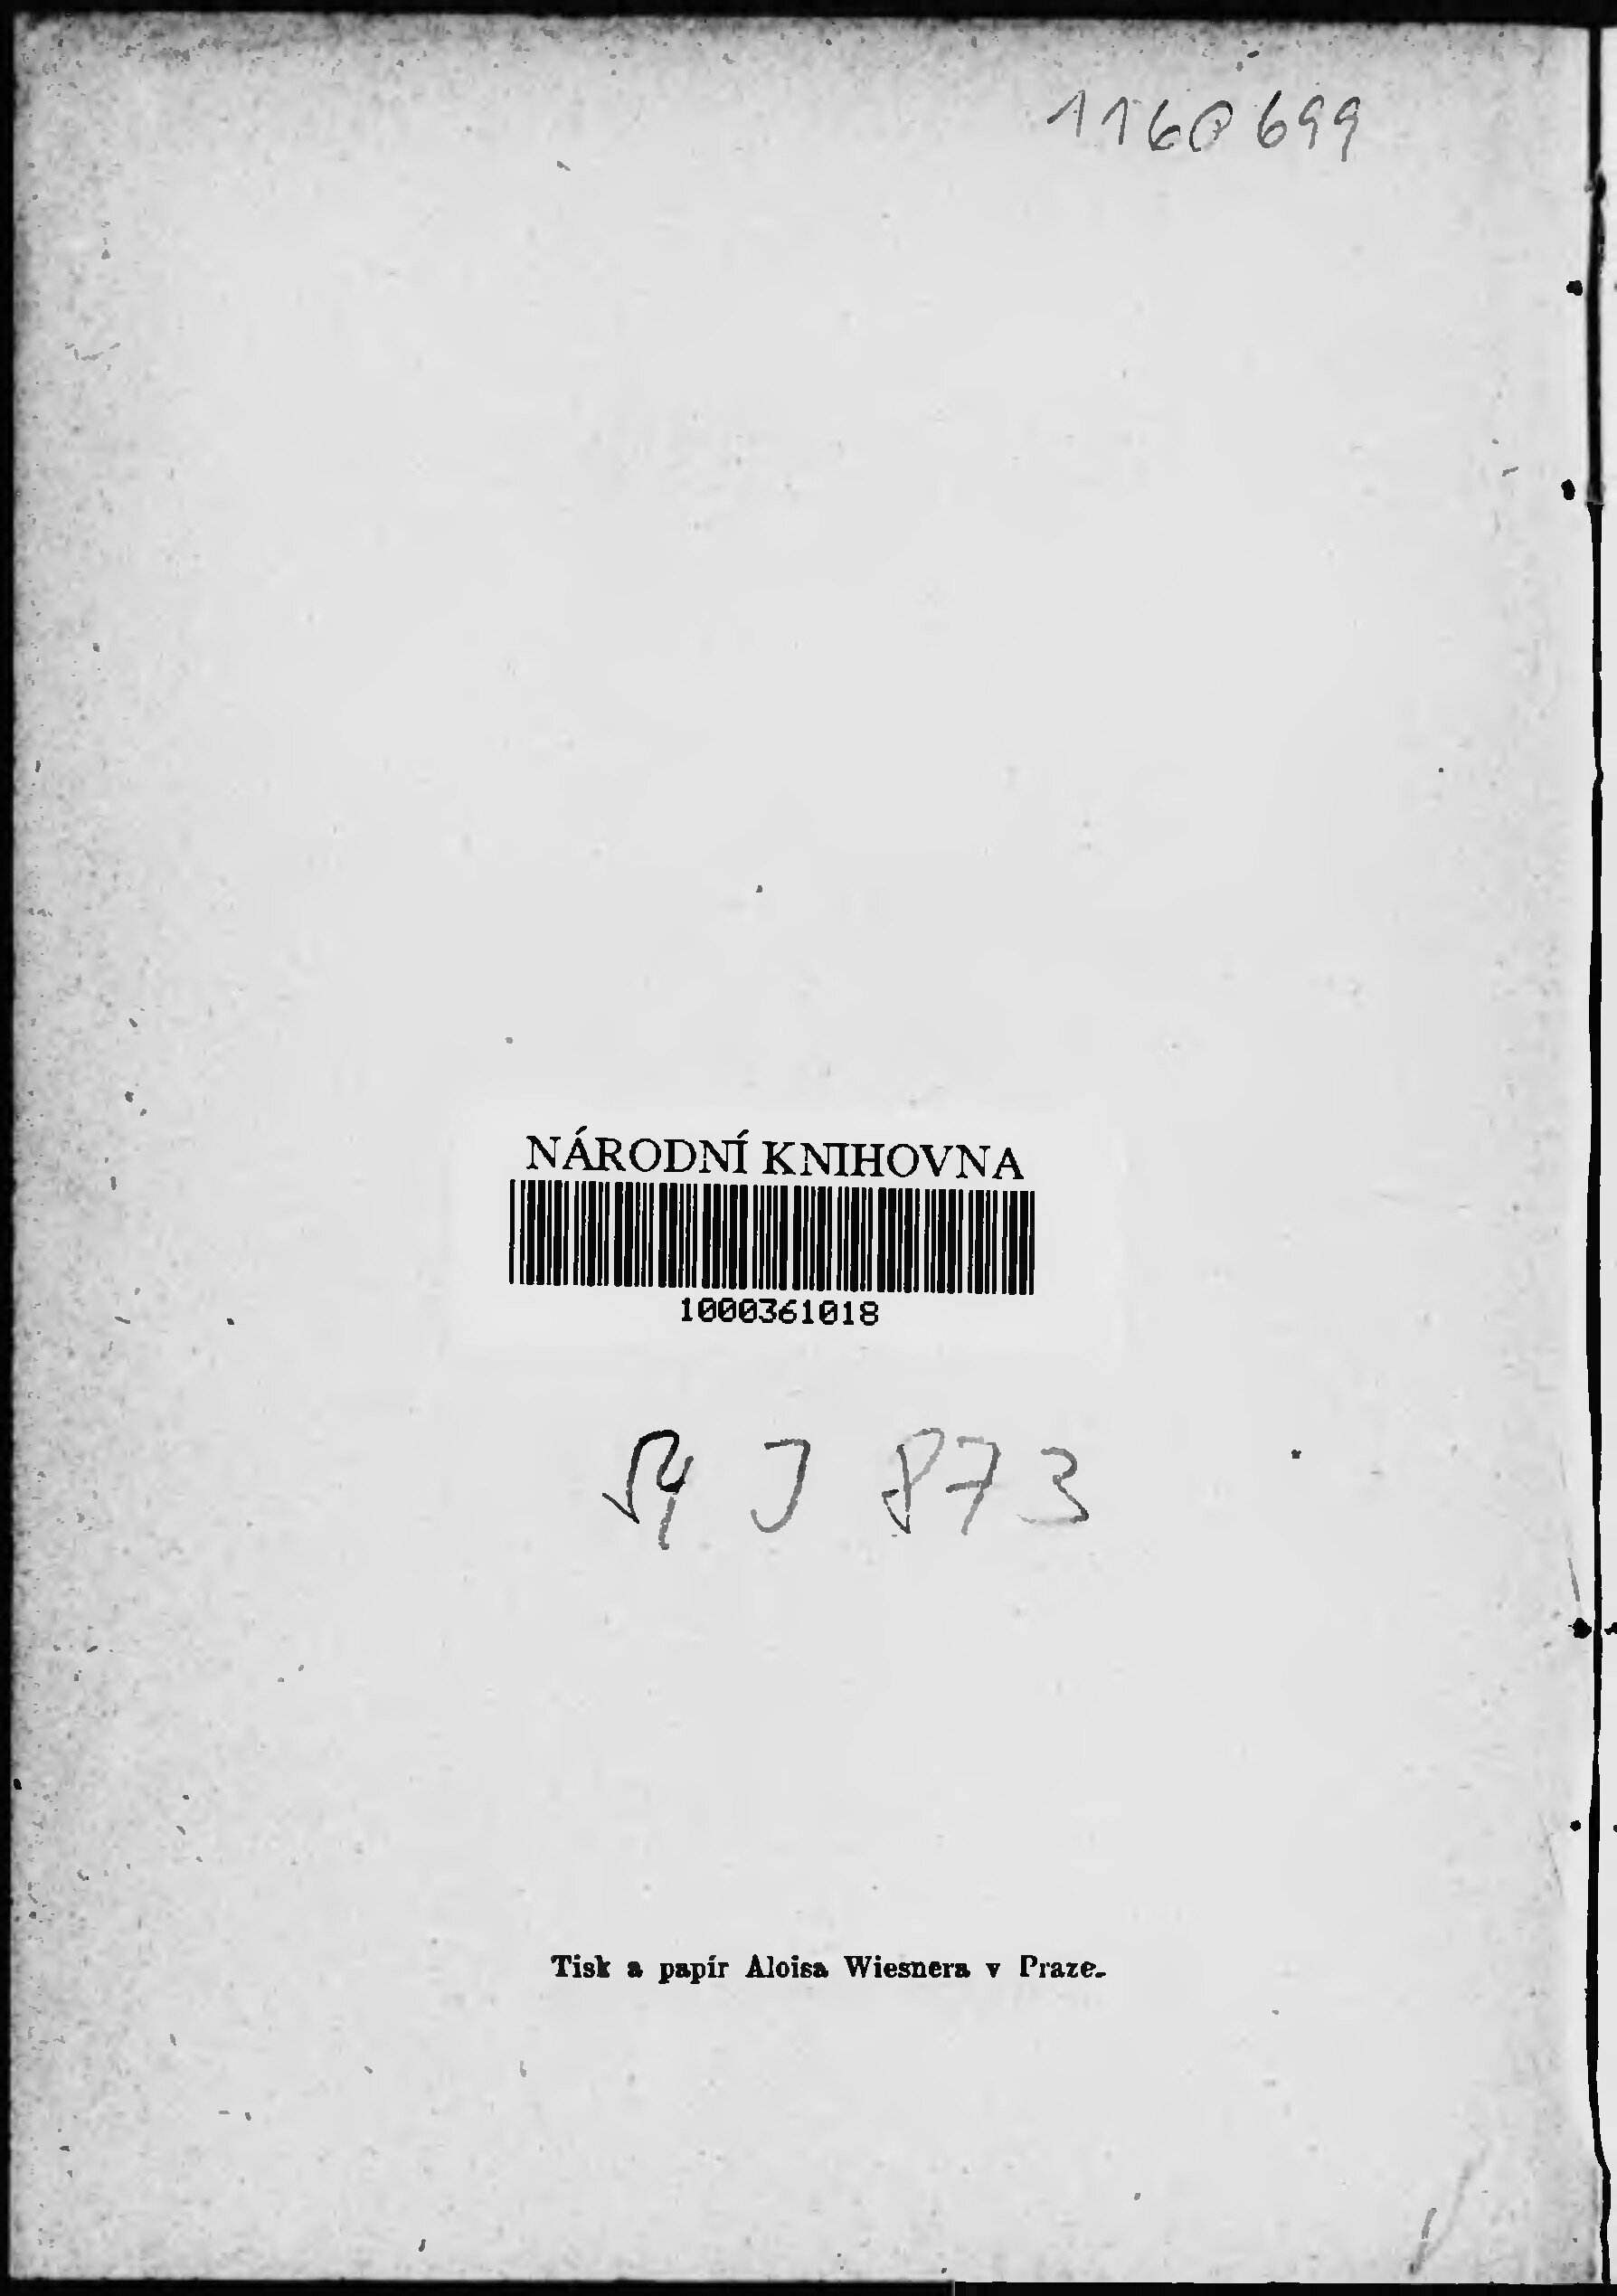 1160699
NÁRODNÍ KNIHOVNA
1000361018
54 J 873
Tisk a papír Aloisa Wiesnera v Praze.